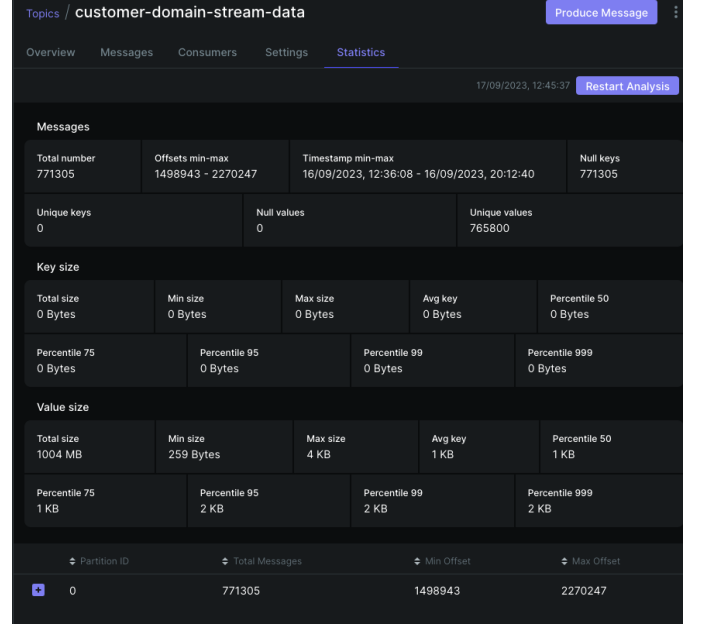 Topics / customer-domain-stream-data Produce Message
Overview Messages Consumers Settings Statistics
17/09/2023, 12:45:37 Restart Analysis
Messages
Total number Offsets min-max Timestamp min-max Null keys
771305 1498943 - 2270247 16/09/2023, 12:36:08 - 16/09/2023, 20:12:40 771305
Unique keys Null values Unique values
0 0 765800
Key size
Total size Min size Max size Avg key Percentile 50
0 Bytes 0 Bytes 0 Bytes 0 Bytes 0 Bytes
Percentile 75 Percentile 95 Percentile 99 Percentile 999
0 Bytes 0 Bytes 0 Bytes 0 Bytes
Value size
Total size Min size Max size Avg key Percentile 50
1004 MB 259 Bytes 4 KB 1 KB 1 KB
Percentile 75 Percentile 95 Percentile 99 Percentile 999
1 KB 2 KB 2 KB 2 KB
Partition ID Total Messages Min Offset Max Offset
0 771305 1498943 2270247